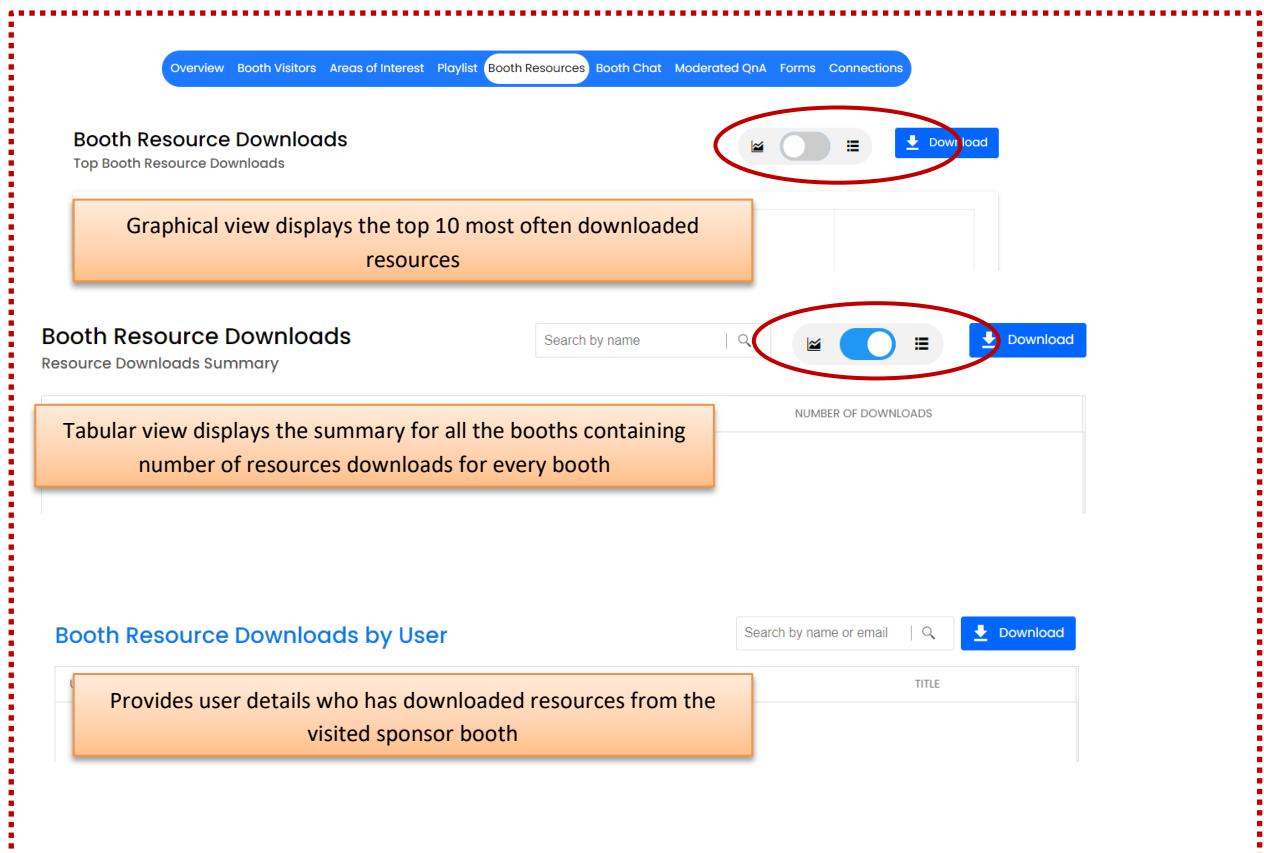 Overview Booth Visitors Areas of Interest Playlist Booth Resources Booth Chat Moderated QnA Forms Connections
Booth Resource Downloads
Top Booth Resource Downloads
Download
Graphical view displays the top 10 most often downloaded
resources
Booth Resource Downloads
Resource Downloads Summary
Search by name
Download
NUMBER OF DOWNLOADS
Tabular view displays the summary for all the booths containing
number of resources downloads for every booth
Booth Resource Downloads by User
Search by name or email
Download
TITLE
Provides user details who has downloaded resources from the
visited sponsor booth